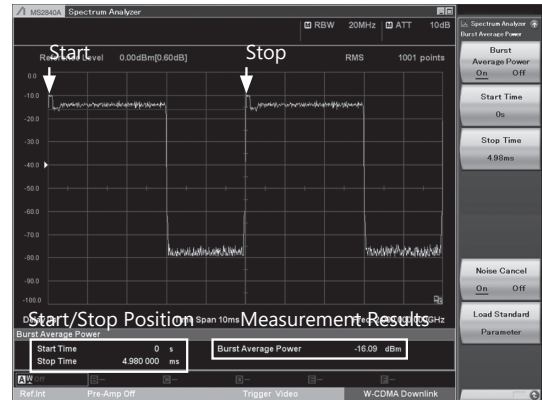 MS2840A Spectrum Analyzer
RBW 20MHz ATT 10dB
Start Stop
Level 0.00dBm[0.60dB] RMS 1001 points
0.0
-10.0
-20.0
-30.0
-40.0
-50.0
-60.0
-70.0
-80.0
-90.0
-100.0
Start/Stop Position Span 10ms Measurement Results GHz
Burst Average Power
Start Time 0 s Burst Average Power -16.09 dBm
Stop Time 4.980 000 ms
Ref.Int Pre-Amp Off Trigger Video W-CDMA Downlink
Spectrum Analyzer
Burst Average Power
Burst
Average Power
On Off
Start Time
0s
Stop Time
4.98ms
Noise Cancel
On Off
Load Standard
Parameter